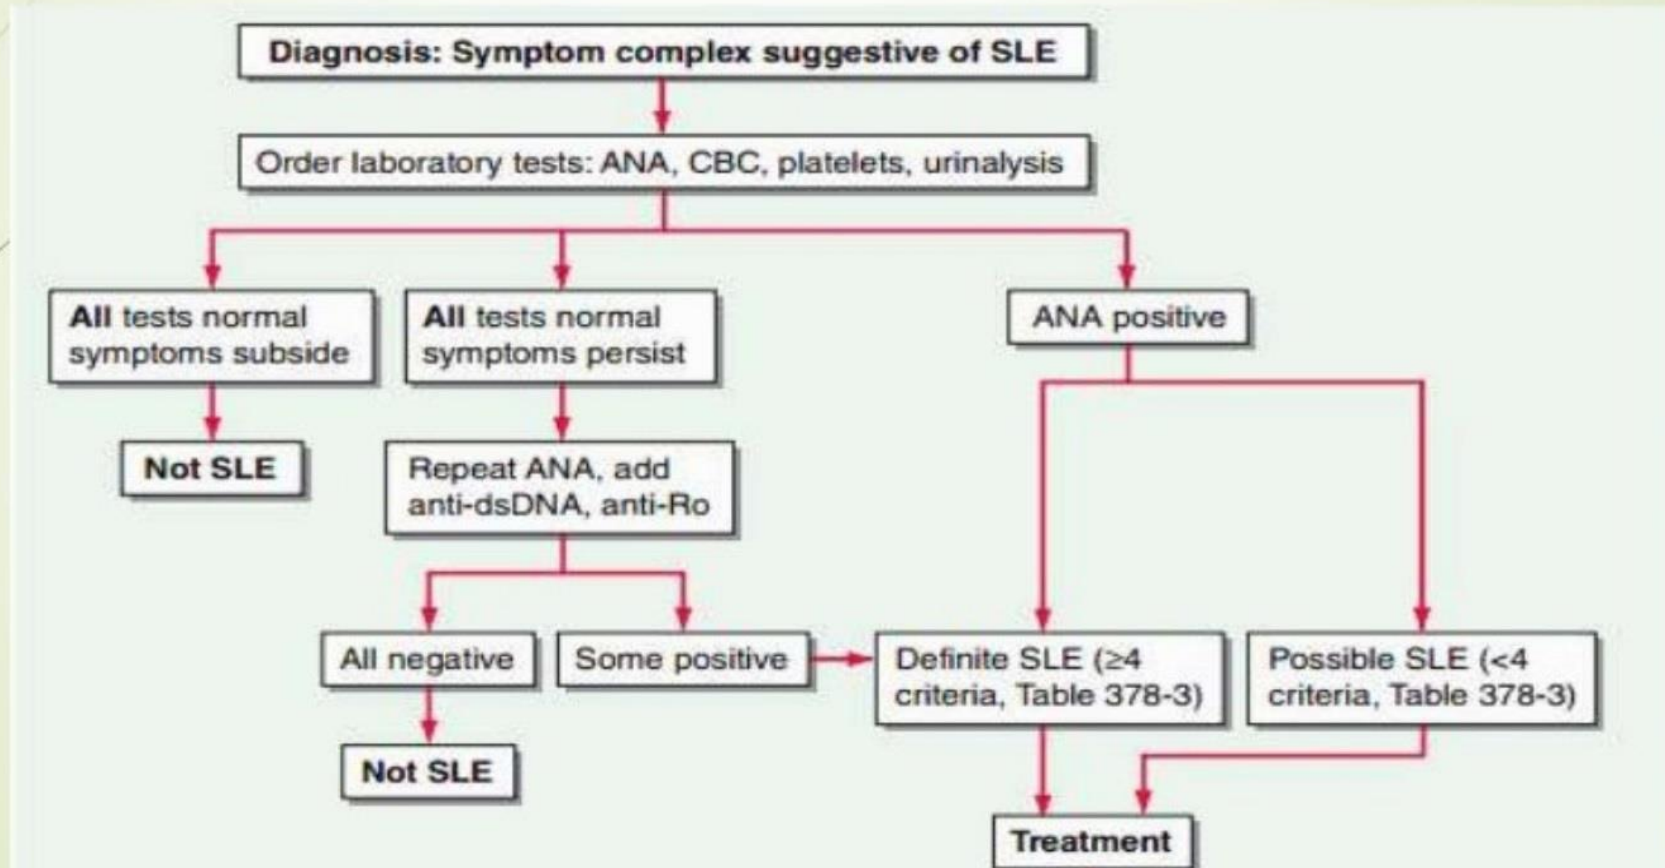 Diagnosis: Symptom complex suggestive of SLE
Order laboratory tests: ANA, CBC, platelets, urinalysis
All tests normal
symptoms subside
All tests normal
symptoms persist
ANA positive
Not SLE
Repeat ANA, add
anti-dsDNA, anti-Ro
All negative
Some positive
Definite SLE (≥4
criteria, Table 378-3)
Possible SLE (<4
criteria, Table 378-3)
Not SLE
Treatment